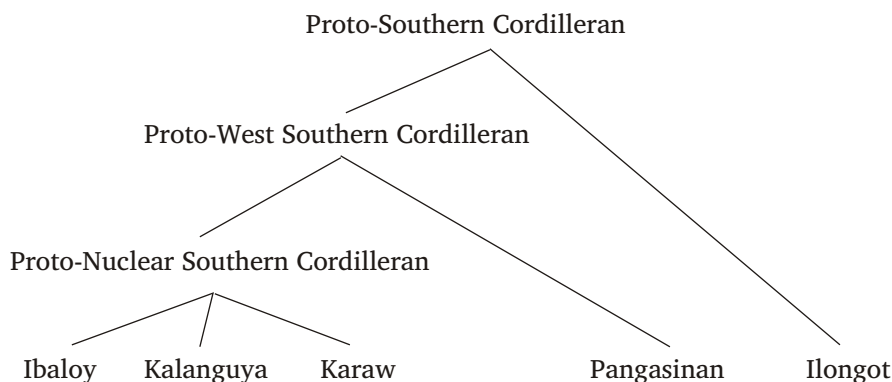 Proto-Southern Cordilleran
Proto-West Southern Cordilleran
Proto-Nuclear Southern Cordilleran
Ibaloy Kalanguya Karaw Pangasinan Ilongot